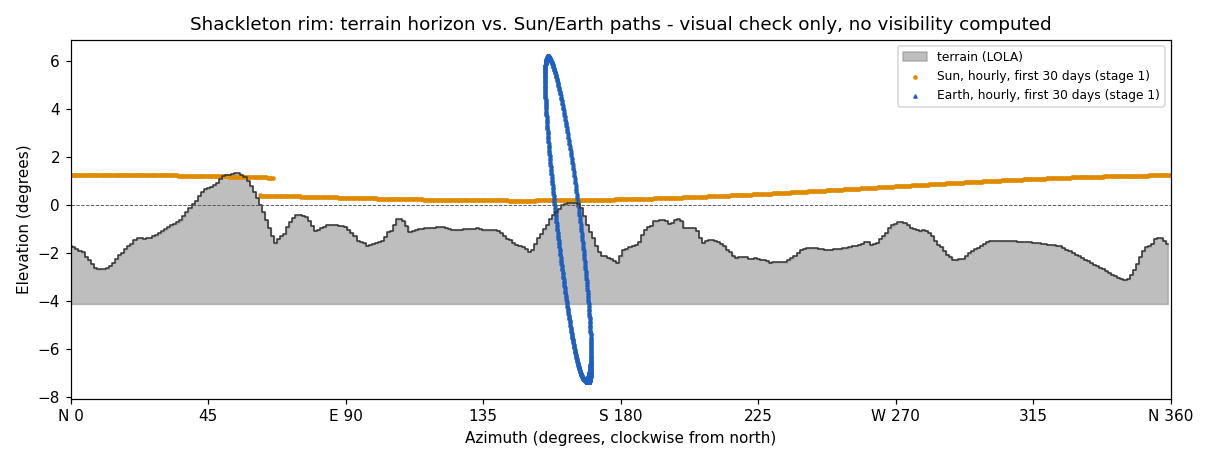 Shackleton rim: terrain horizon vs. Sun/Earth paths - visual check only, no visibility computed
terrain (LOLA)
Sun, hourly, first 30 days (stage 1)
Earth, hourly, first 30 days (stage 1)
Elevation (degrees)
6
4
2
0
−2
−4
−6
−8
N 0
45
E 90
135
S 180
225
W 270
315
N 360
Azimuth (degrees, clockwise from north)